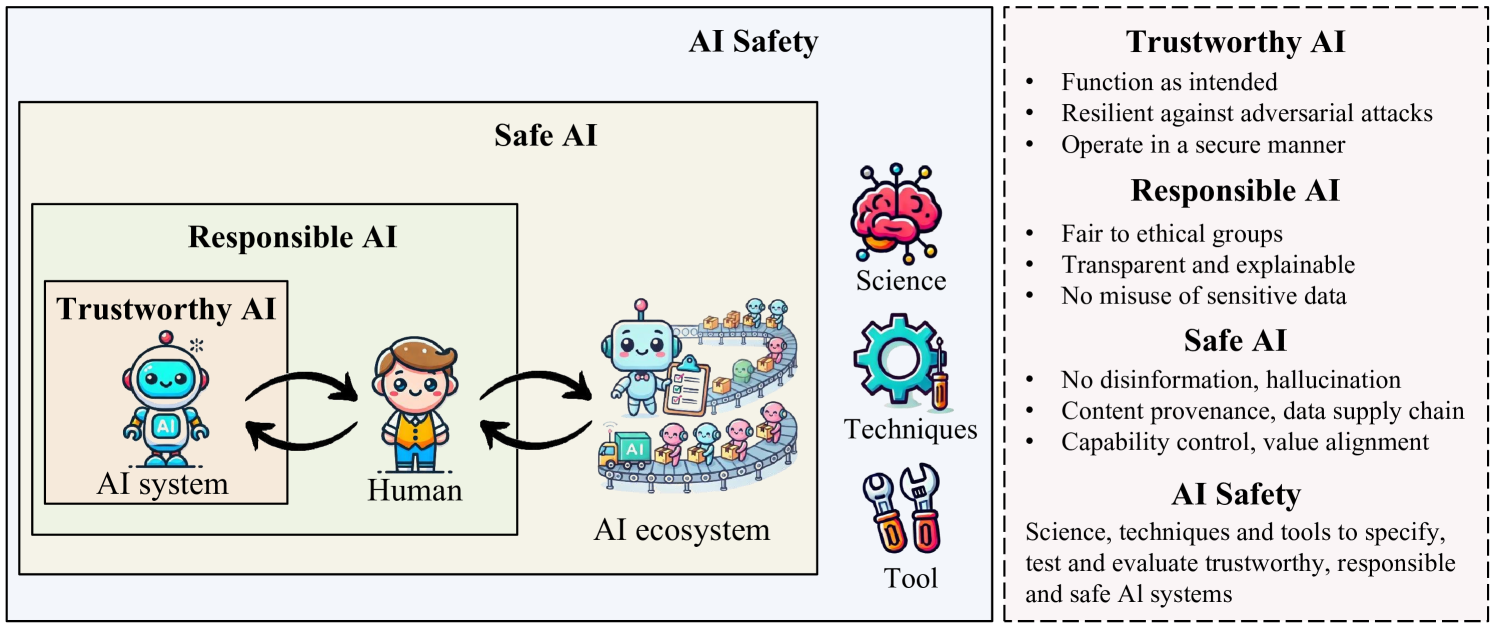 AI Safety
Safe AI
Responsible AI
Trustworthy AI
AI
AI system
Human
AI
AI ecosystem
Science
Techniques
Tool
Trustworthy AI
• Function as intended
• Resilient against adversarial attacks
• Operate in a secure manner
Responsible AI
• Fair to ethical groups
• Transparent and explainable
• No misuse of sensitive data
Safe AI
• No disinformation, hallucination
• Content provenance, data supply chain
• Capability control, value alignment
AI Safety
Science, techniques and tools to specify,
test and evaluate trustworthy, responsible
and safe Al systems